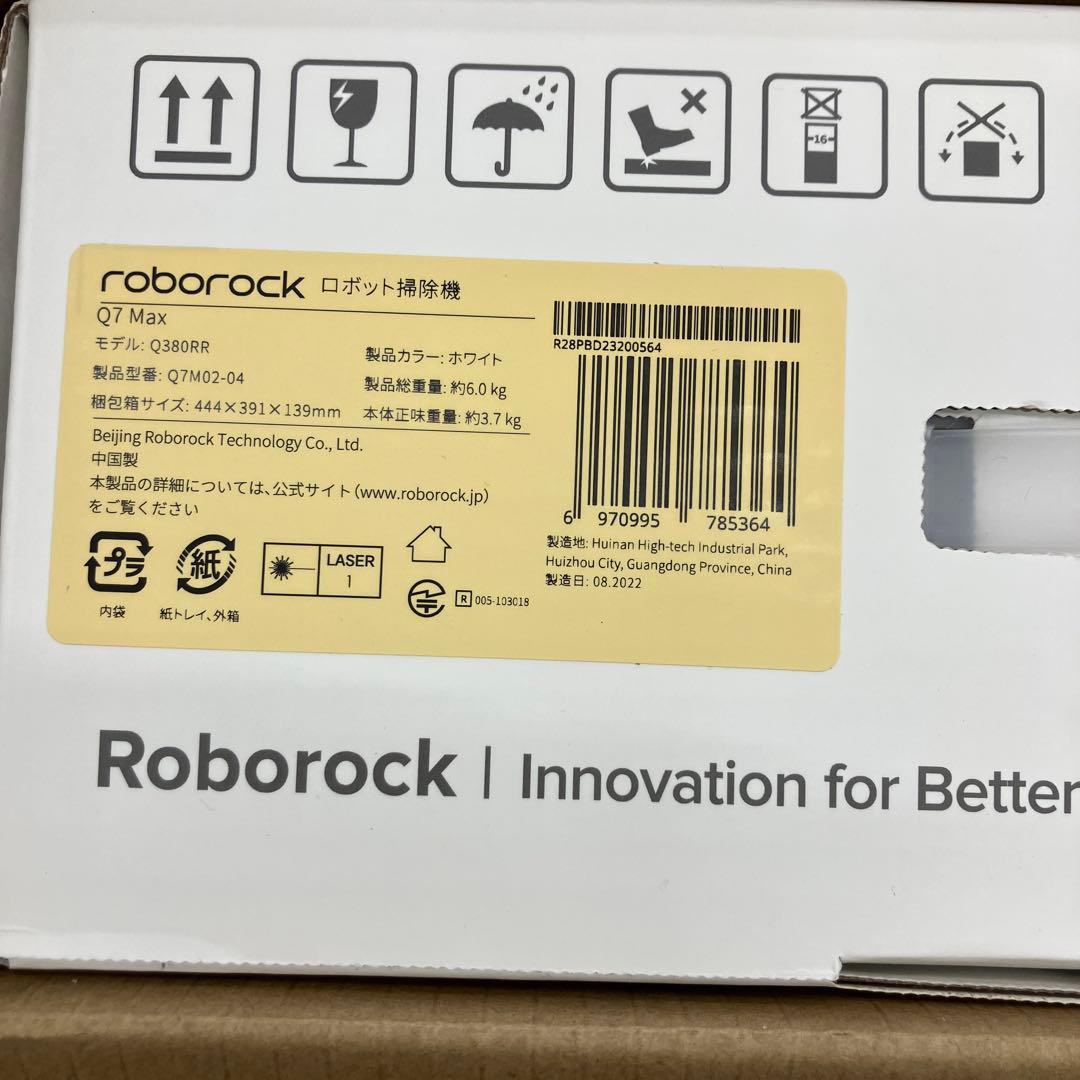 16
roborock ロボット掃除機
Q7 Max
モデル: Q380RR
製品型番: Q7M02-04
梱包箱サイズ: 444×391×139mm
製品カラー: ホワイト
製品総重量: 約6.0 kg
本体正味重量: 約3.7 kg
Beijing Roborock Technology Co., Ltd.
中国製
本製品の詳細については、公式サイト（www.roborock.jp）
をご覧ください
プラ
内袋
紙
紙トレイ、外箱
LASER
1
R 005-103018
R28PBD23200564
6 970995 785364
製造地: Huinan High-tech Industrial Park,
Huizhou City, Guangdong Province, China
製造日: 08.2022
Roborock | Innovation for Better